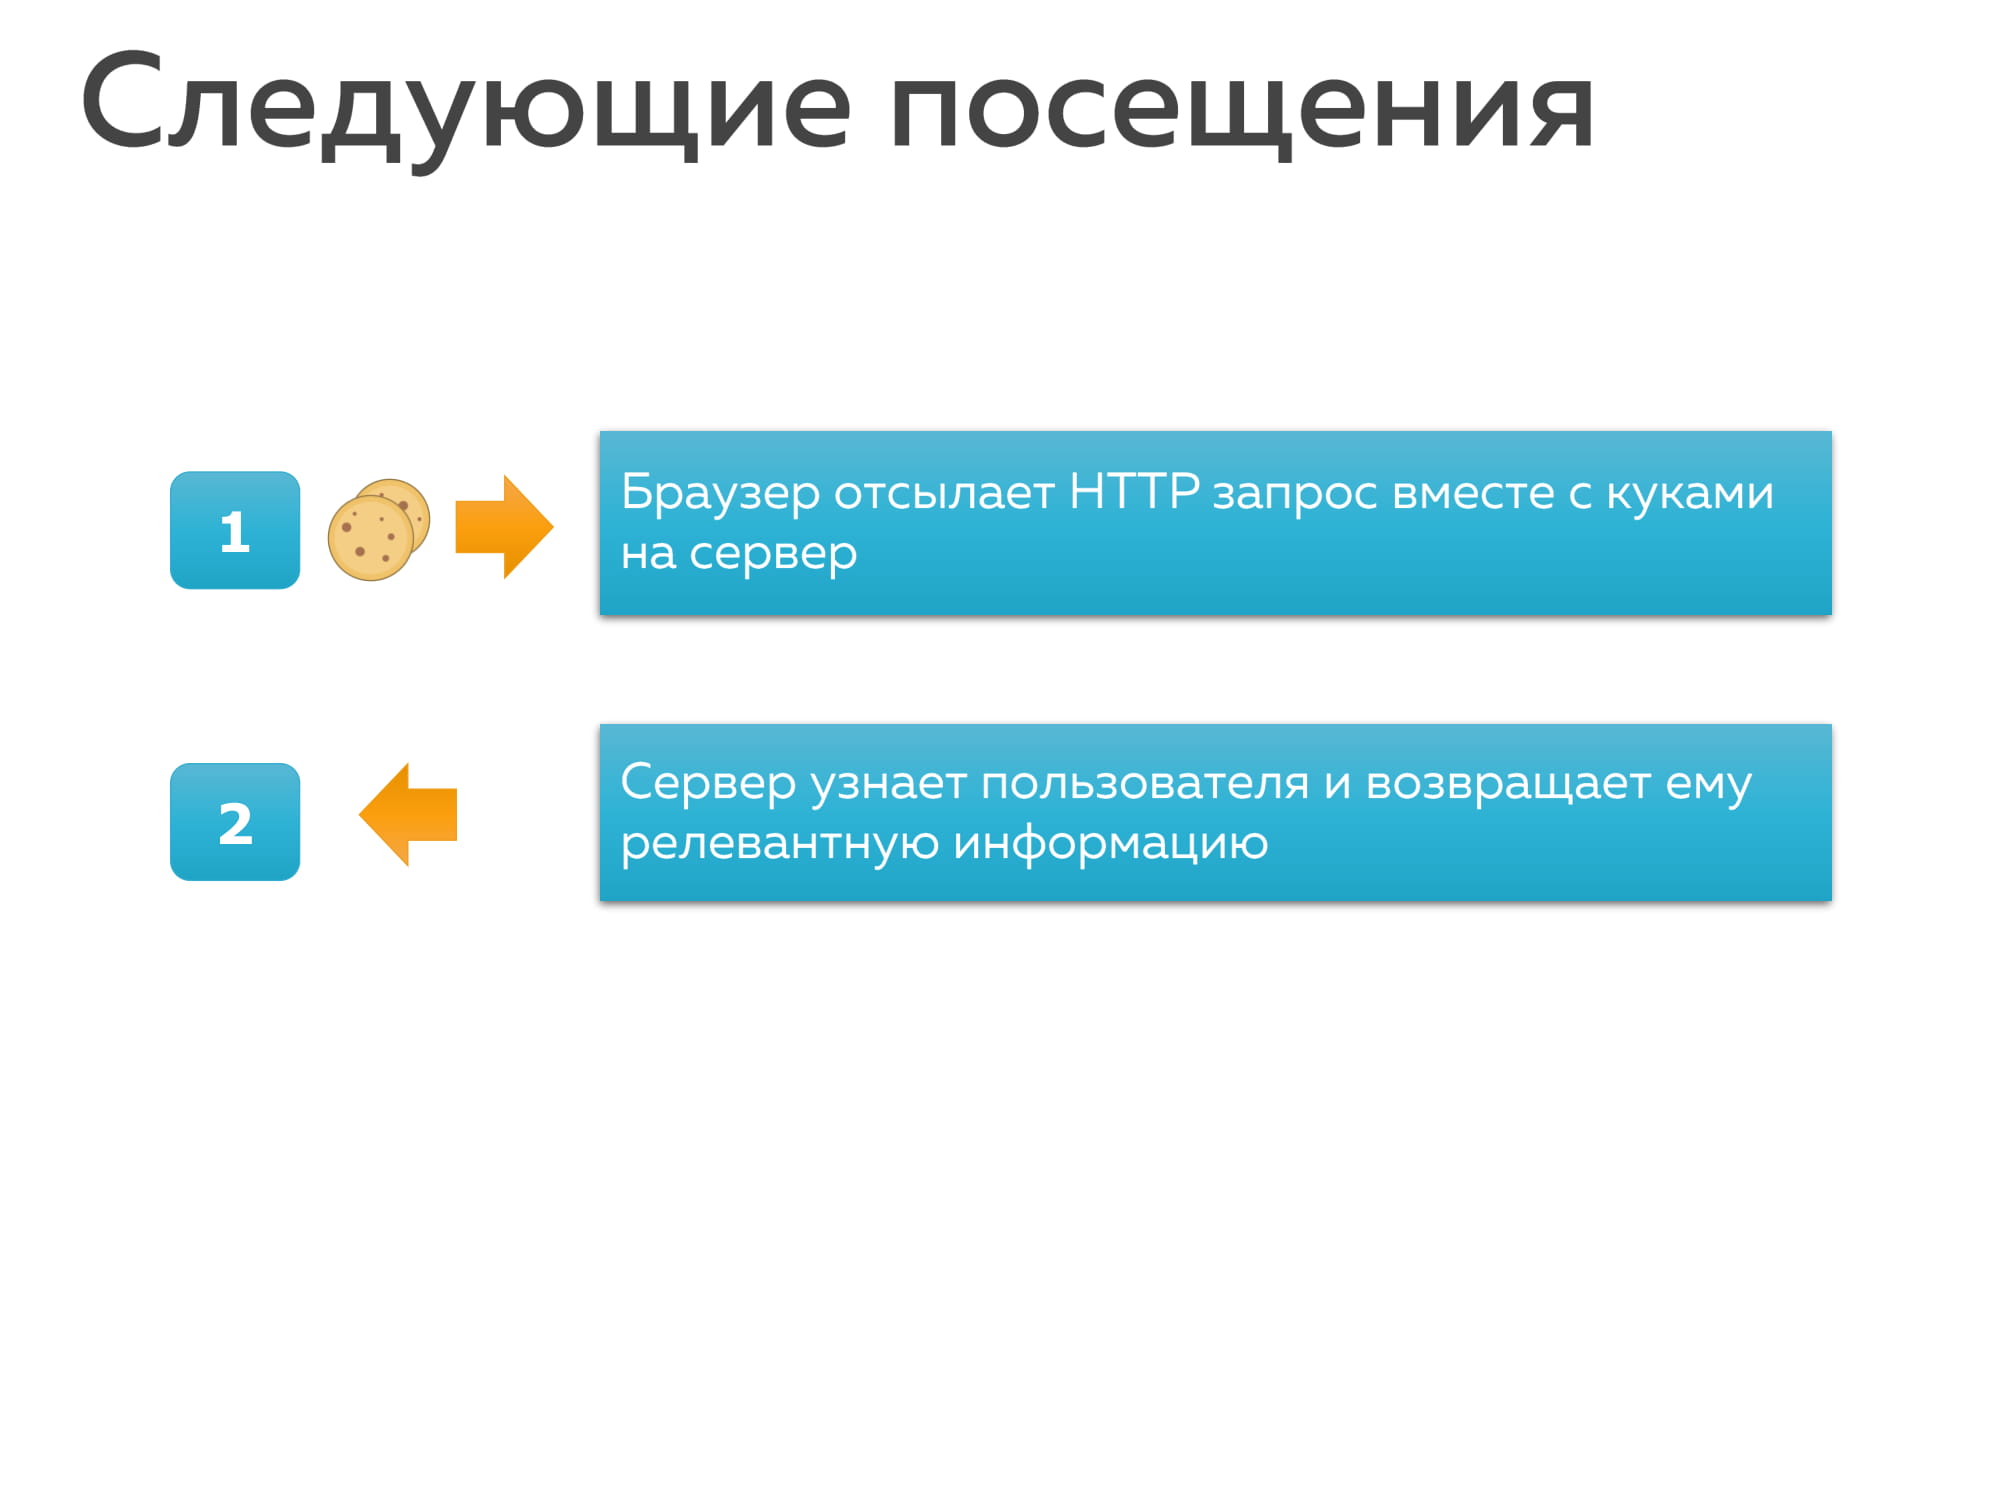 Следующие посещения
1
Браузер отсылает HTTP запрос вместе с куками
на сервер
2
Сервер узнает пользователя и возвращает ему
релевантную информацию